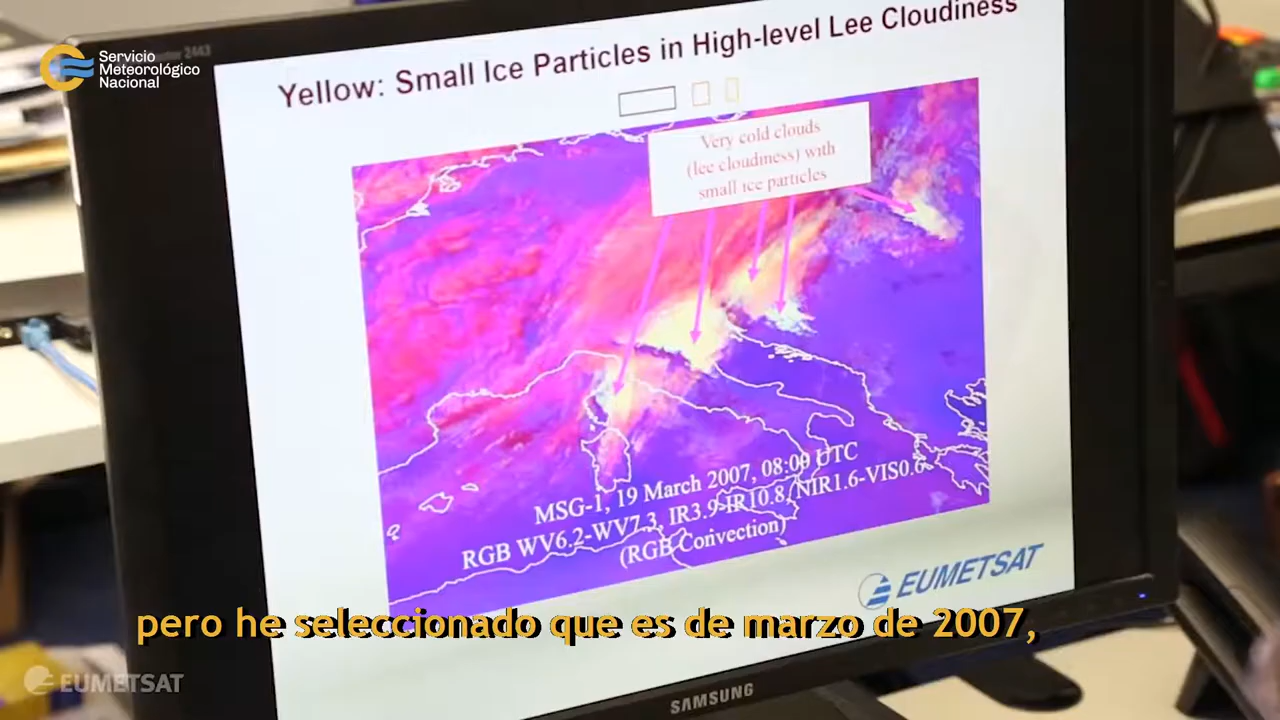 Servicio
Meteorológico
Nacional
2443
Yellow: Small Ice Particles in High-level Lee Cloudiness
Very cold clouds
(lee cloudiness) with
small ice particles
MSG-1, 19 March 2007, 08:00 UTC
RGB WV6.2-WV7.3, IR3.9-IR10.8, NIR1.6-VIS0.6
(RGB Convection)
EUMETSAT
pero he seleccionado que es de marzo de 2007,
EUMETSAT
SAMSUNG